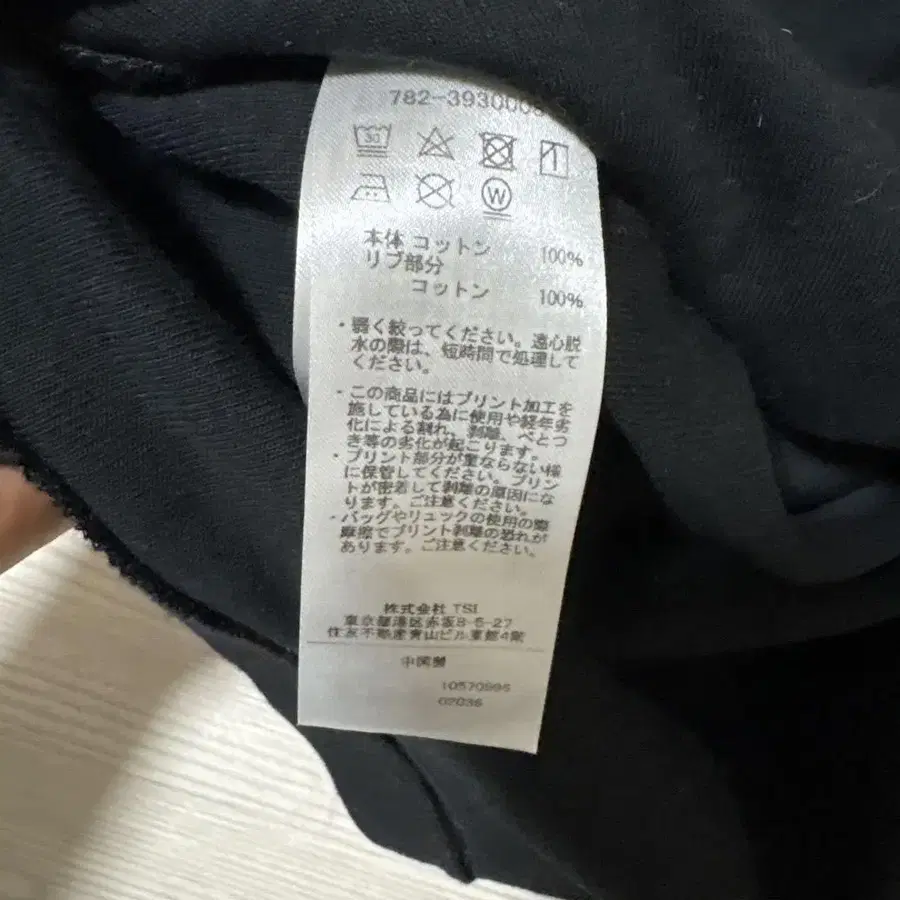 782-393000
30
W
本体 コットン 100%
リブ部分
コットン 100%
・弱く絞ってください。遠心脱
水の際は、短時間で処理して
ください。
・この商品にはプリント加工を
施している為に使用や経年劣
化による割れ、剥離、べとつ
き等の劣化が起こります。
・プリント部分が重ならない様
に保管してください。プリン
トが密着して剥離の原因にな
ります。ご注意ください。
・バッグやリュックの使用の際
摩擦でプリント剥離の恐れが
あります。ご注意ください。
株式会社 TSI
東京都港区赤坂8-5-27
住友不動産青山ビル東館4階
中国製
10570996
02036